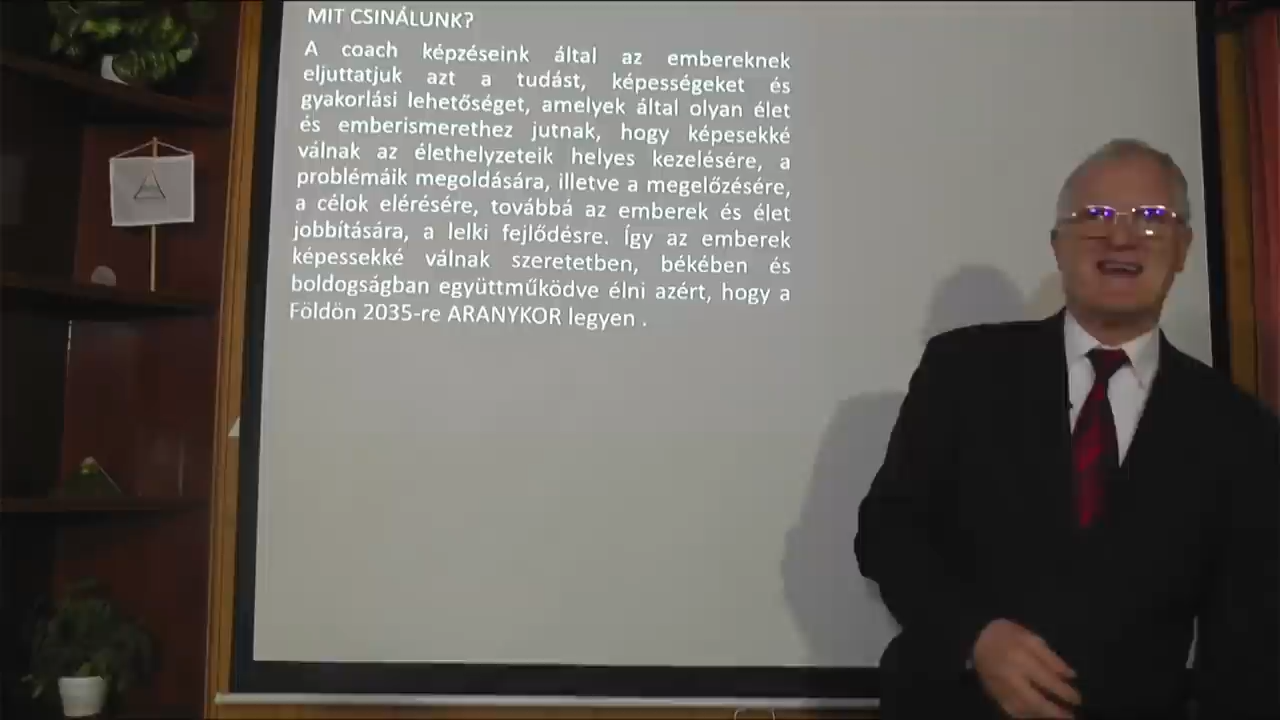 MIT CSINÁLUNK?
A coach képzéseink által az embereknek
eljuttatjuk azt a tudást, képességeket és
gyakorlási lehetőséget, amelyek által olyan élet
és emberismerethez jutnak, hogy képesekké
válnak az élethelyzeteik helyes kezelésére, a
problémáik megoldására, illetve a megelőzésére,
a célok elérésére, továbbá az emberek és élet
jobbítására, a lelki fejlődésre. Így az emberek
képessekké válnak szeretetben, békében és
boldogságban együttműködve élni azért, hogy a
Földön 2035-re ARANYKOR legyen .